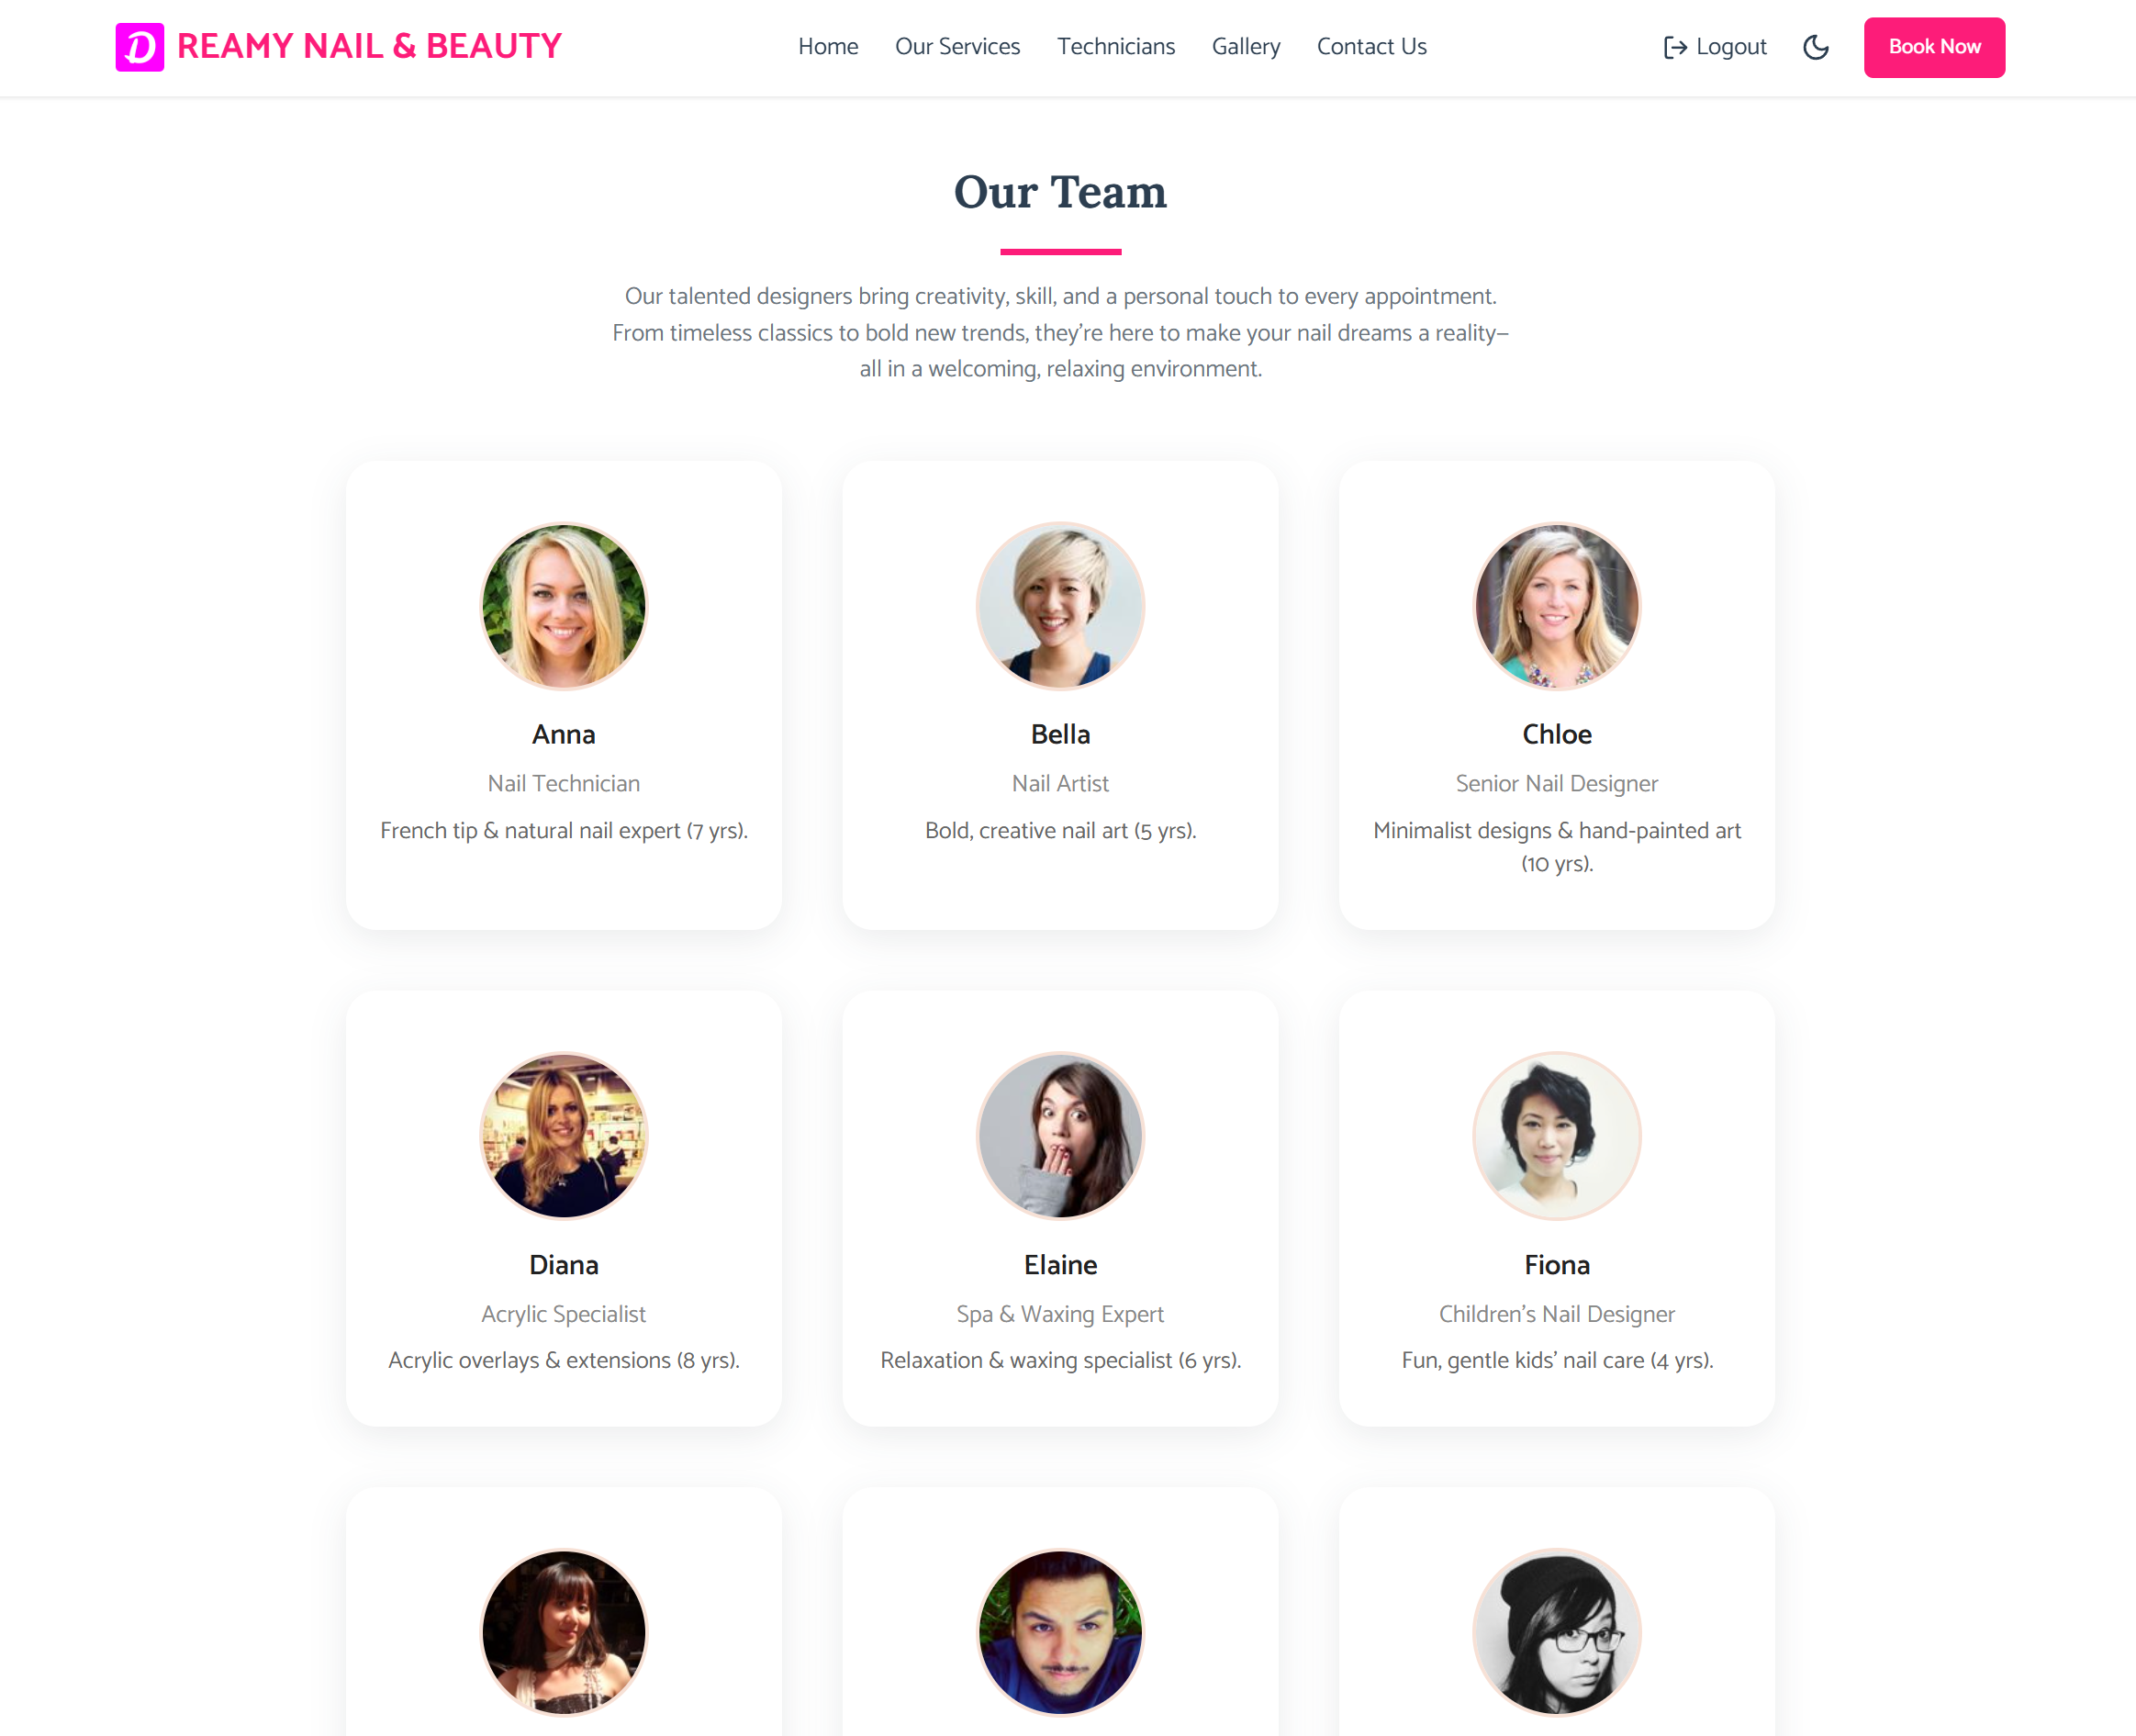 D REAMY NAIL & BEAUTY
Home Our Services Technicians Gallery Contact Us
Logout
Book Now
Our Team
Our talented designers bring creativity, skill, and a personal touch to every appointment.
From timeless classics to bold new trends, they’re here to make your nail dreams a reality—
all in a welcoming, relaxing environment.
Anna
Nail Technician
French tip & natural nail expert (7 yrs).
Bella
Nail Artist
Bold, creative nail art (5 yrs).
Chloe
Senior Nail Designer
Minimalist designs & hand-painted art
(10 yrs).
Diana
Acrylic Specialist
Acrylic overlays & extensions (8 yrs).
Elaine
Spa & Waxing Expert
Relaxation & waxing specialist (6 yrs).
Fiona
Children’s Nail Designer
Fun, gentle kids’ nail care (4 yrs).